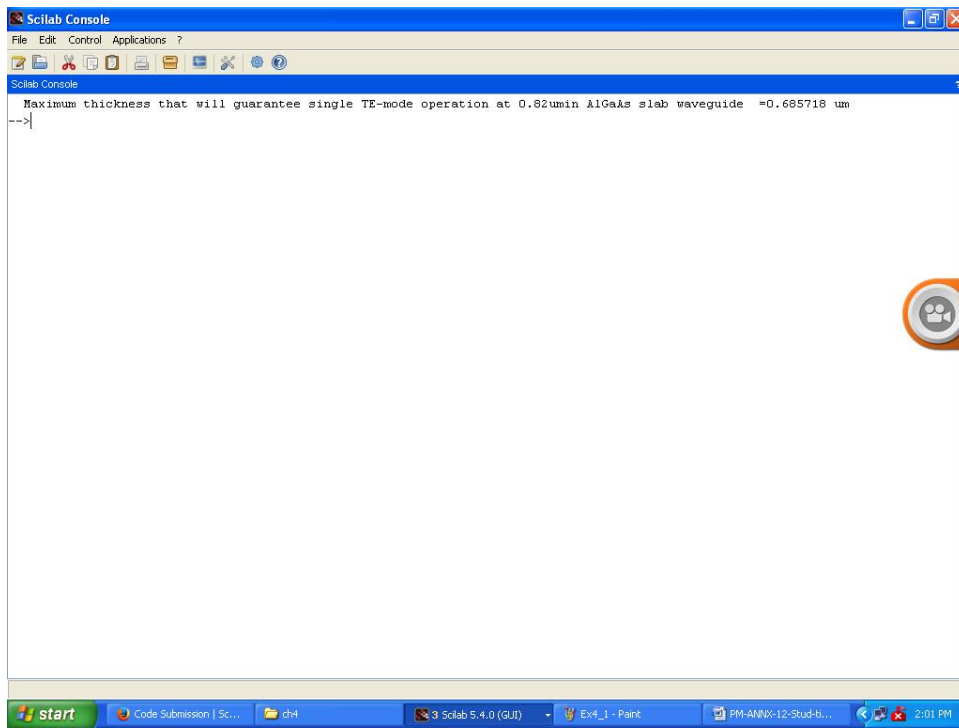 Scilab Console
File Edit Control Applications ?
Scilab Console ?
Maximum thickness that will guarantee single TE-mode operation at 0.82umin AlGaAs slab waveguide =0.685718 um
-->
start Code Submission | Sc... ch4 3 Scilab 5.4.0 (GUI) Ex4_1 - Paint PM-ANNX-12-Stud-ti... 2:01 PM